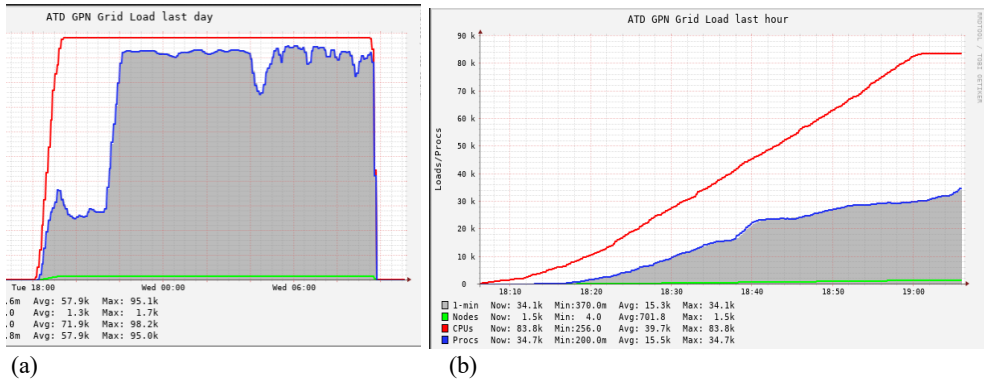 ATD GPN Grid Load last day
Tue 18:00 Wed 00:00 Wed 06:00
.6m Avg: 57.9k Max: 95.1k
.0 Avg: 1.3k Max: 1.7k
.0 Avg: 71.9k Max: 98.2k
.8m Avg: 57.9k Max: 95.0k
(a)
ATD GPN Grid Load last hour
RRDTOOL / TOBI OETIKER
Loads/Procs
90 k
80 k
70 k
60 k
50 k
40 k
30 k
20 k
10 k
0
18:10 18:20 18:30 18:40 18:50 19:00
1-min Now: 34.1k Min:370.0m Avg: 15.3k Max: 34.1k
Nodes Now: 1.5k Min: 4.0 Avg:701.8 Max: 1.5k
CPUs Now: 83.8k Min:256.0 Avg: 39.7k Max: 83.8k
Procs Now: 34.7k Min:200.0m Avg: 15.5k Max: 34.7k
(b)